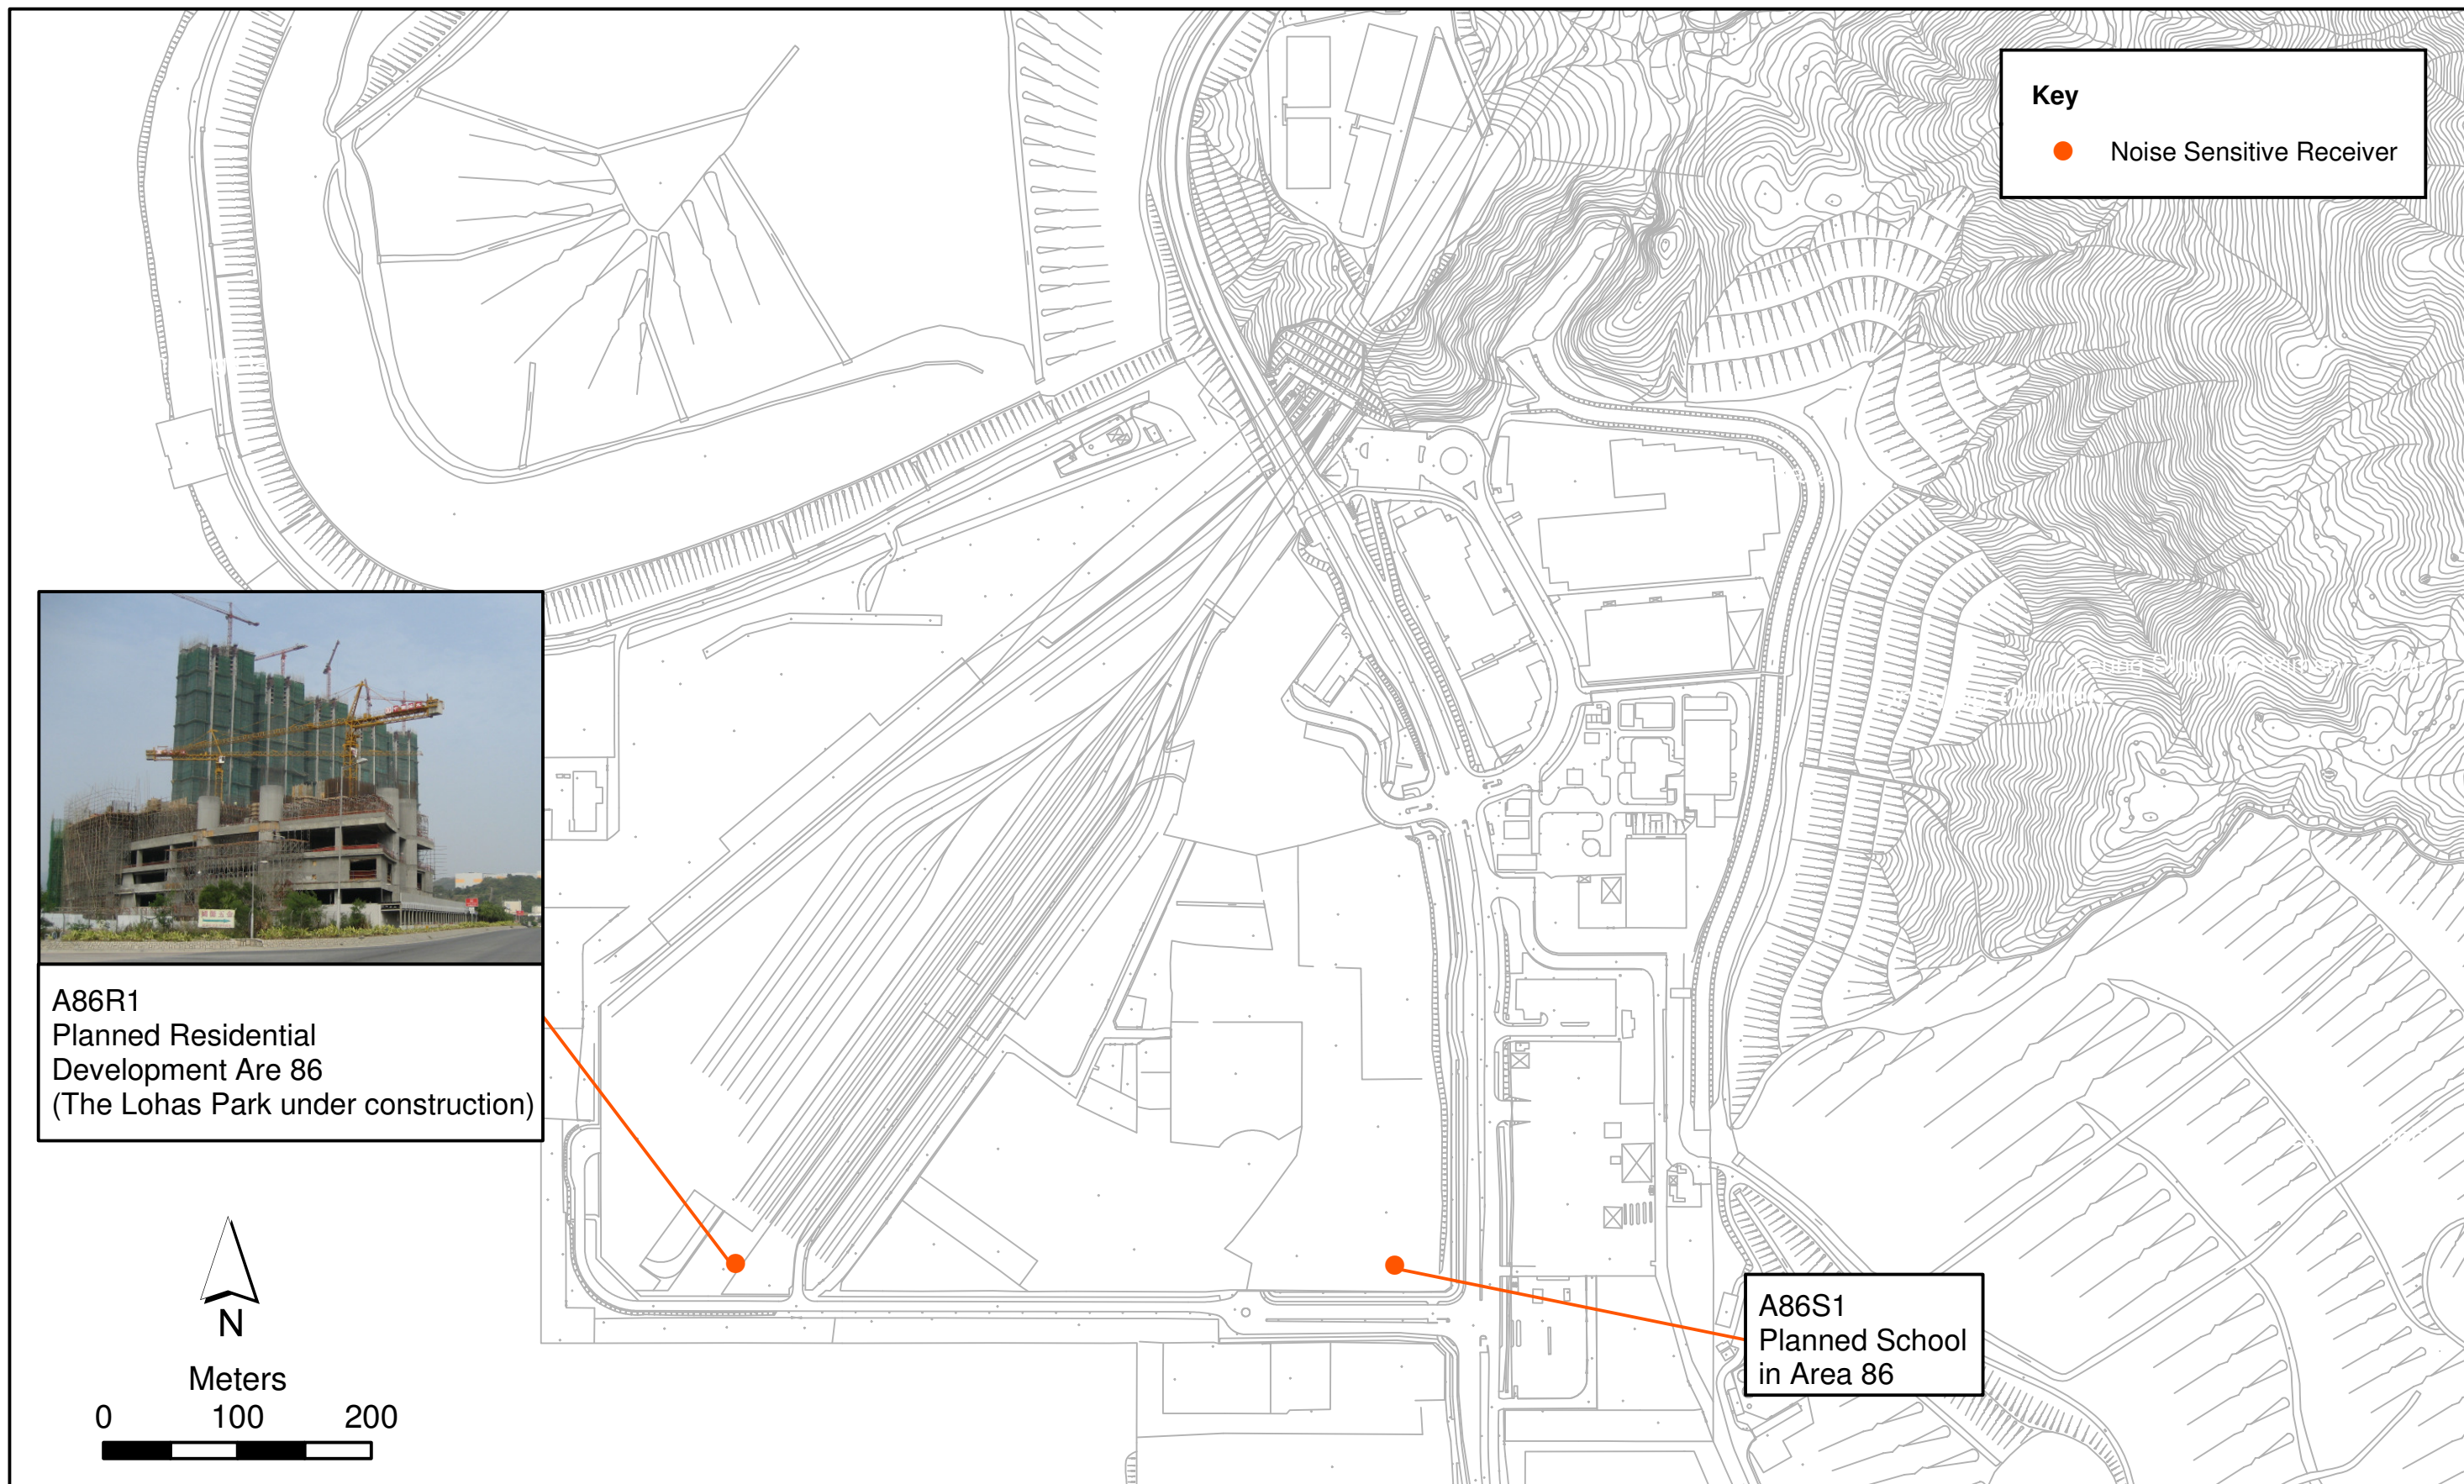 Key
Noise Sensitive Receiver
A86R1
Planned Residential
Development Are 86
(The Lohas Park under construction)
N
Meters
0 100 200
A86S1
Planned School
in Area 86